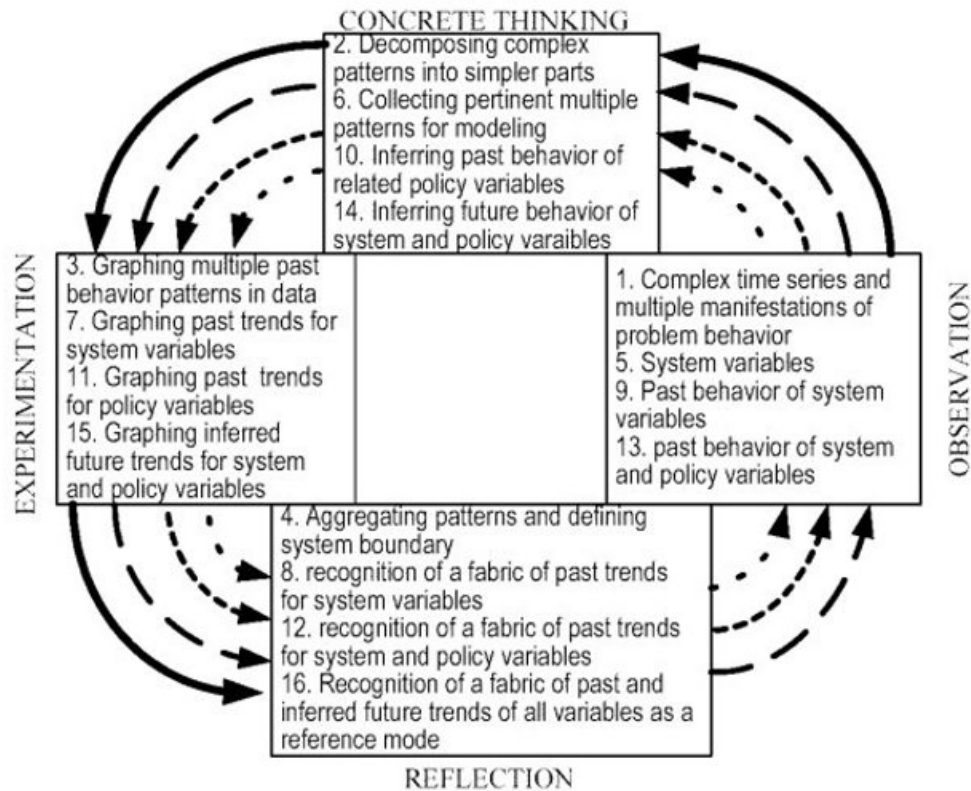 CONCRETE THINKING
2. Decomposing complex
patterns into simpler parts
6. Collecting pertinent multiple
patterns for modeling
10. Inferring past behavior of
related policy variables
14. Inferring future behavior of
system and policy varaibles
EXPERIMENTATION
3. Graphing multiple past
behavior patterns in data
7. Graphing past trends for
system variables
11. Graphing past trends
for policy variables
15. Graphing inferred
future trends for system
and policy variables
1. Complex time series and
multiple manifestations of
problem behavior
5. System variables
9. Past behavior of system
variables
13. past behavior of system
and policy variables
OBSERVATION
4. Aggregating patterns and defining
system boundary
8. recognition of a fabric of past trends
for system variables
12. recognition of a fabric of past trends
for system and policy variables
16. Recognition of a fabric of past and
inferred future trends of all variables as a
reference mode
REFLECTION